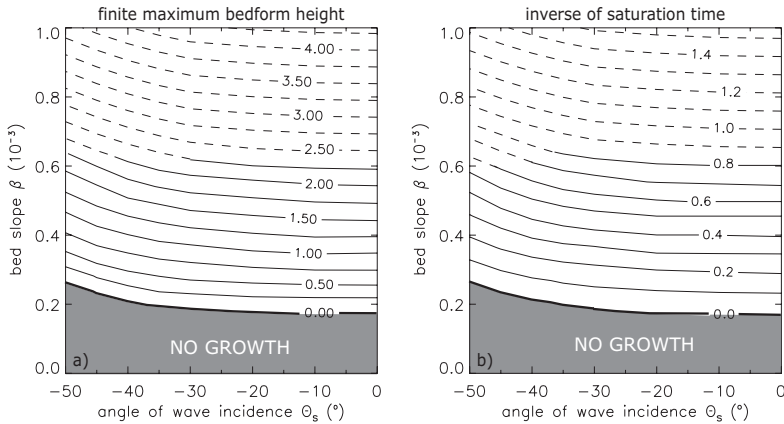 finite maximum bedform height
1.0
0.8
0.6
0.4
0.2
0.0
bed slope β (10⁻³)
4.00
3.50
3.00
2.50
2.00
1.50
1.00
0.50
0.00
NO GROWTH
a)
−50 −40 −30 −20 −10 0
angle of wave incidence Θs (°)
inverse of saturation time
1.0
0.8
0.6
0.4
0.2
0.0
bed slope β (10⁻³)
1.4
1.2
1.0
0.8
0.6
0.4
0.2
0.0
NO GROWTH
b)
−50 −40 −30 −20 −10 0
angle of wave incidence Θs (°)